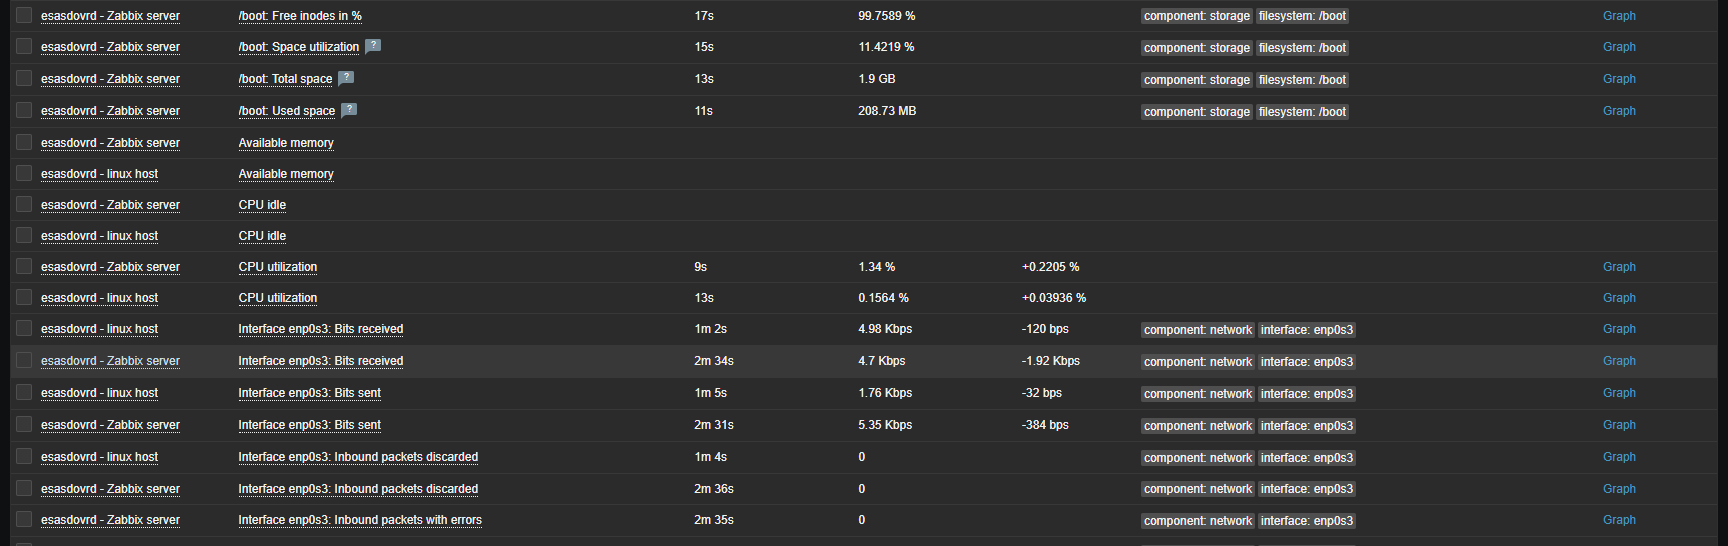 esasdovrd - Zabbix server /boot: Free inodes in % 17s 99.7589 % component: storage filesystem: /boot Graph
esasdovrd - Zabbix server /boot: Space utilization ? 15s 11.4219 % component: storage filesystem: /boot Graph
esasdovrd - Zabbix server /boot: Total space ? 13s 1.9 GB component: storage filesystem: /boot Graph
esasdovrd - Zabbix server /boot: Used space ? 11s 208.73 MB component: storage filesystem: /boot Graph
esasdovrd - Zabbix server Available memory
esasdovrd - linux host Available memory
esasdovrd - Zabbix server CPU idle
esasdovrd - linux host CPU idle
esasdovrd - Zabbix server CPU utilization 9s 1.34 % +0.2205 % Graph
esasdovrd - linux host CPU utilization 13s 0.1564 % +0.03936 % Graph
esasdovrd - linux host Interface enp0s3: Bits received 1m 2s 4.98 Kbps -120 bps component: network interface: enp0s3 Graph
esasdovrd - Zabbix server Interface enp0s3: Bits received 2m 34s 4.7 Kbps -1.92 Kbps component: network interface: enp0s3 Graph
esasdovrd - linux host Interface enp0s3: Bits sent 1m 5s 1.76 Kbps -32 bps component: network interface: enp0s3 Graph
esasdovrd - Zabbix server Interface enp0s3: Bits sent 2m 31s 5.35 Kbps -384 bps component: network interface: enp0s3 Graph
esasdovrd - linux host Interface enp0s3: Inbound packets discarded 1m 4s 0 component: network interface: enp0s3 Graph
esasdovrd - Zabbix server Interface enp0s3: Inbound packets discarded 2m 36s 0 component: network interface: enp0s3 Graph
esasdovrd - Zabbix server Interface enp0s3: Inbound packets with errors 2m 35s 0 component: network interface: enp0s3 Graph